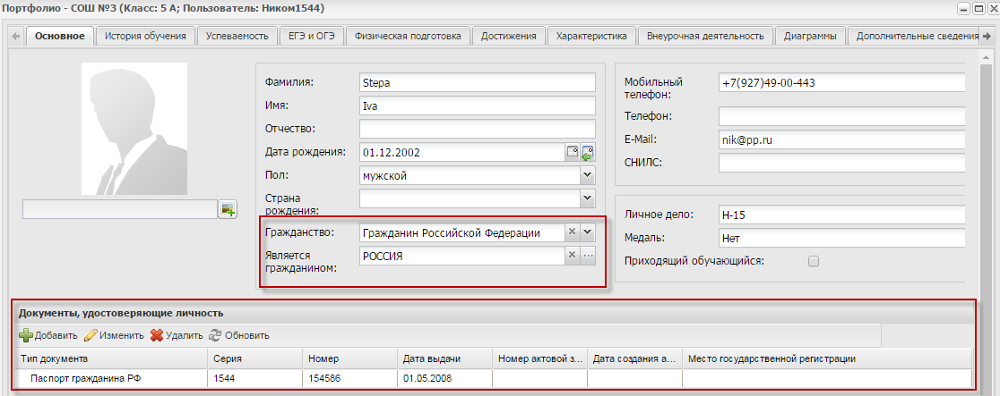 Портфолио - СОШ №3 (Класс: 5 А; Пользователь: Ником1544)
Основное История обучения Успеваемость ЕГЭ и ОГЭ Физическая подготовка Достижения Характеристика Внеурочная деятельность Диаграммы Дополнительные сведения
Фамилия: Stepa
Имя: Iva
Отчество:
Дата рождения: 01.12.2002
Пол: мужской
Страна
рождения:
Гражданство: Гражданин Российской Федерации
Является
гражданином: РОССИЯ
Мобильный
телефон: +7(927)49-00-443
Телефон:
E-Mail: nik@pp.ru
СНИЛС:
Личное дело: Н-15
Медаль: Нет
Приходящий обучающийся:
Документы, удостоверяющие личность
Добавить Изменить Удалить Обновить
Тип документа Серия Номер Дата выдачи Номер актовой з... Дата создания а... Место государственной регистрации
Паспорт гражданина РФ 1544 154586 01.05.2008